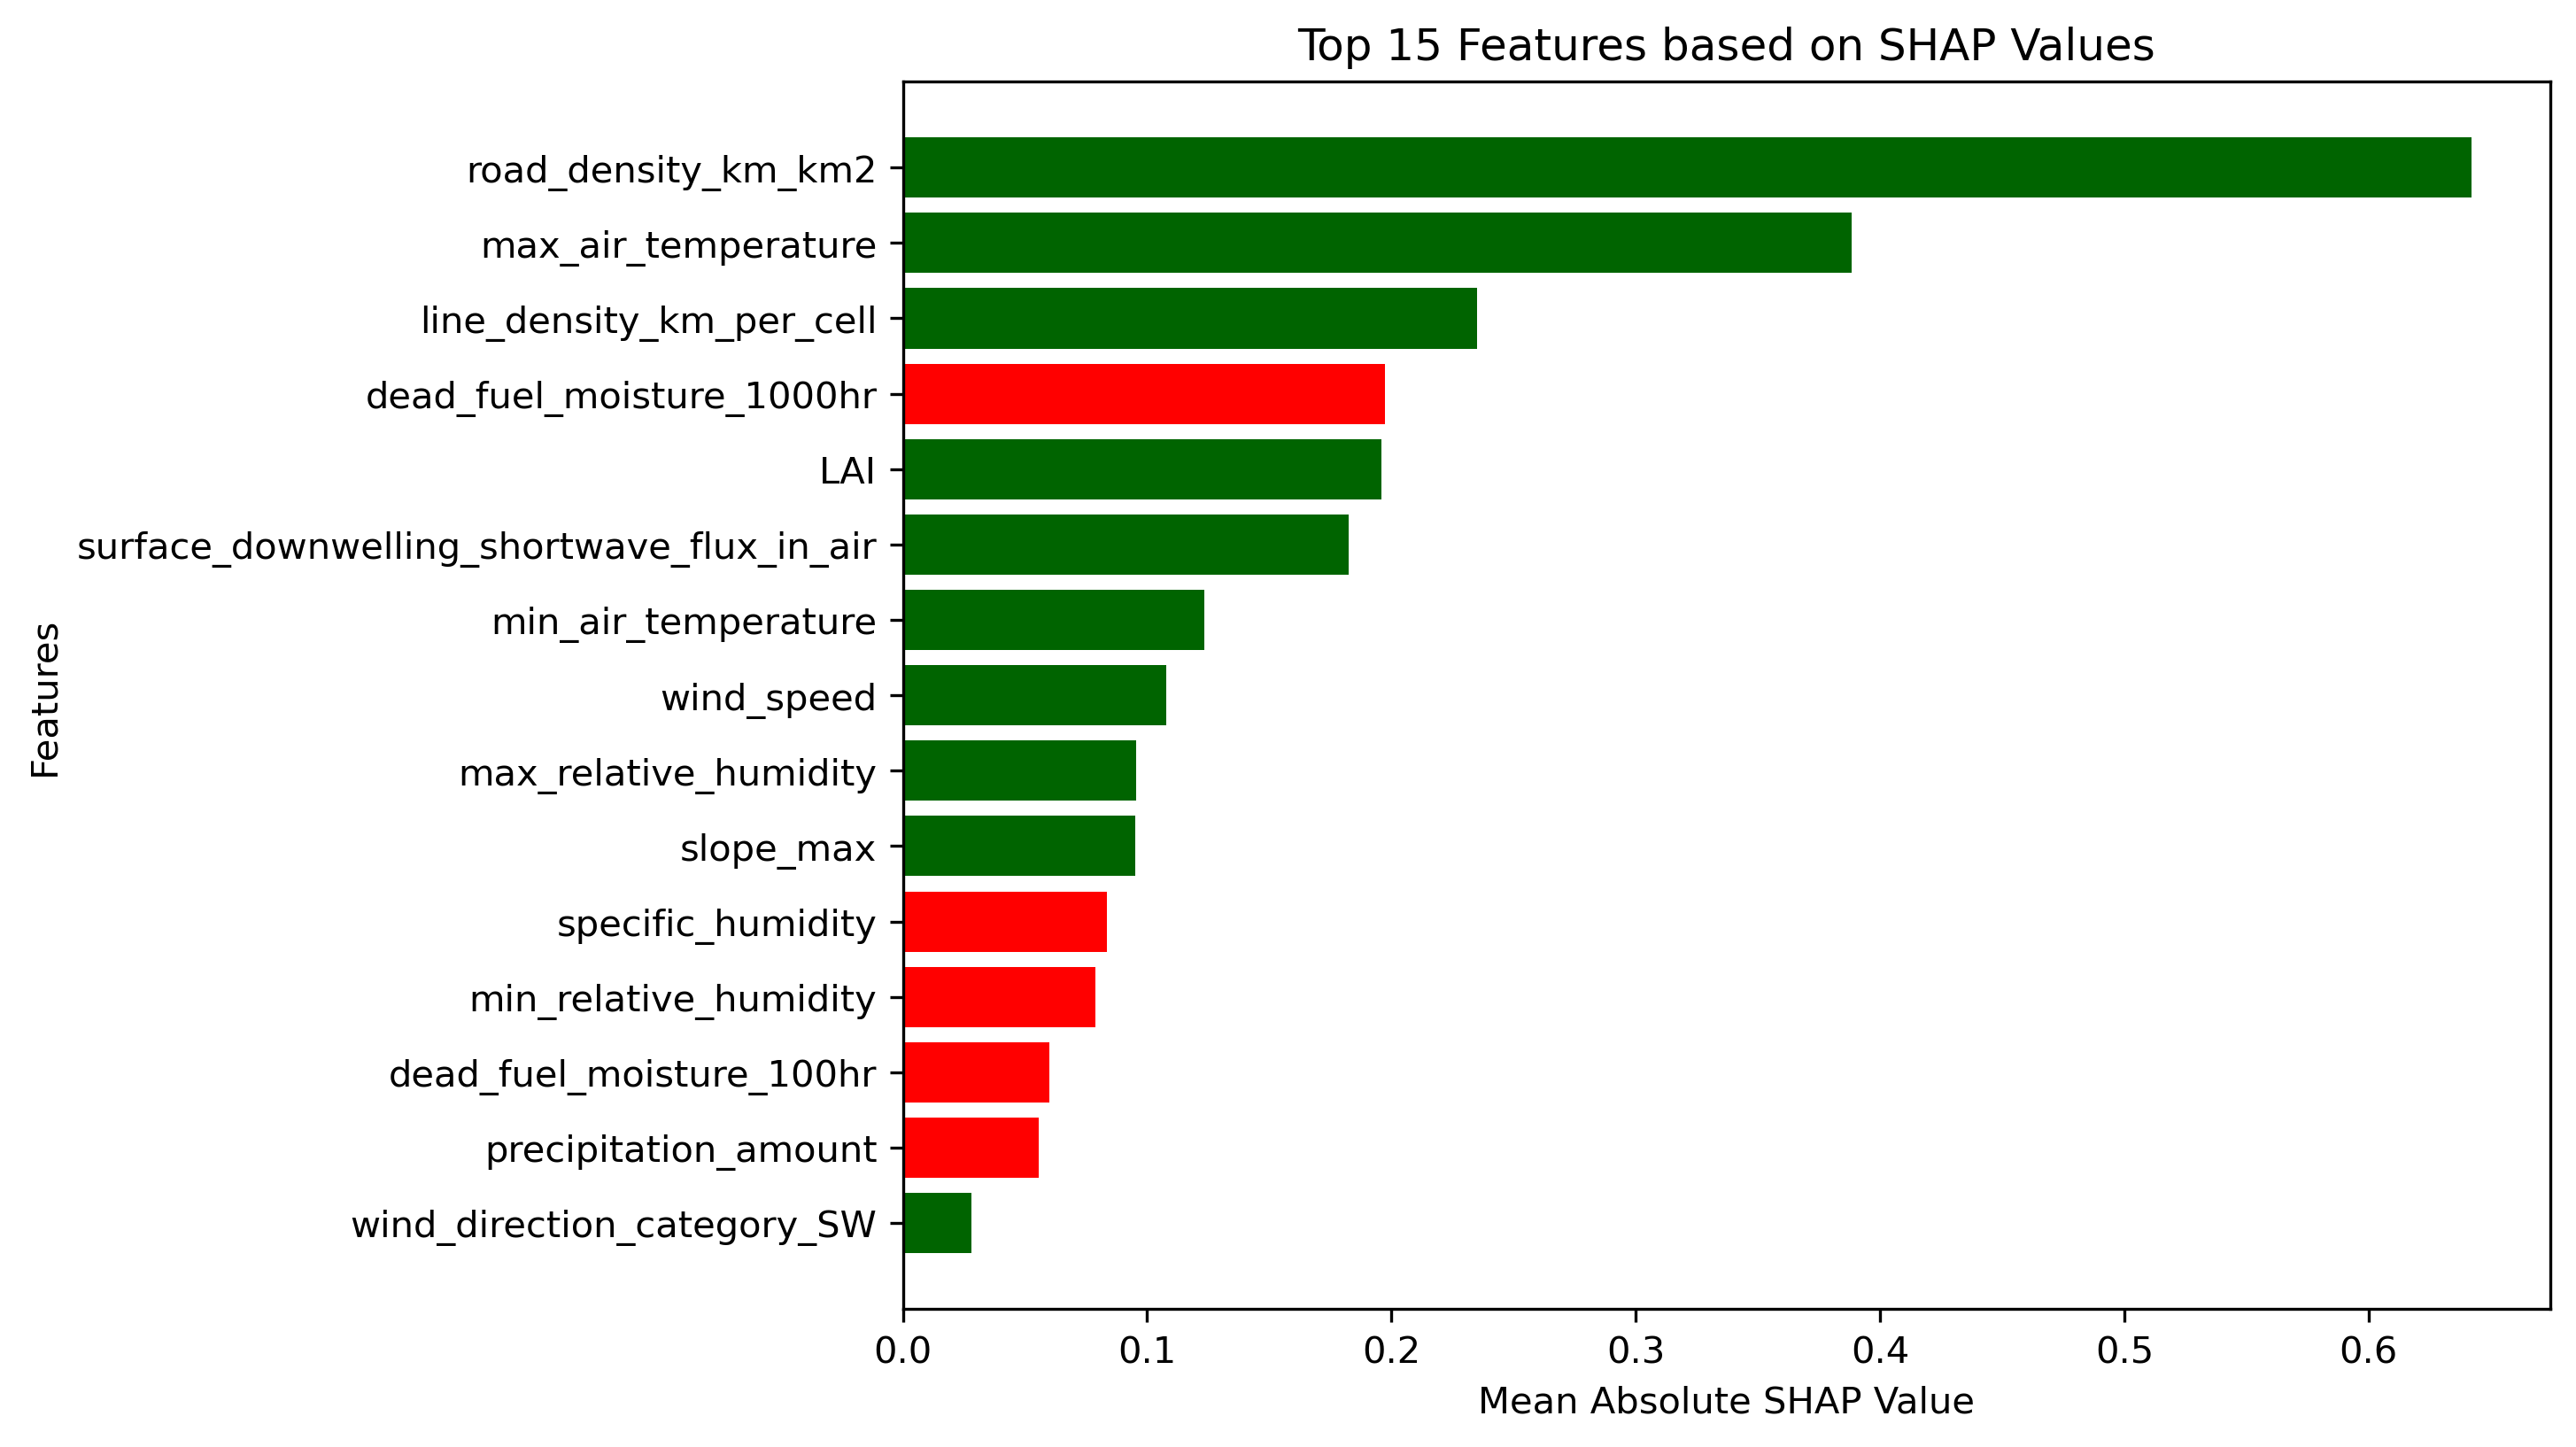 Top 15 Features based on SHAP Values
road_density_km_km2
max_air_temperature
line_density_km_per_cell
dead_fuel_moisture_1000hr
LAI
surface_downwelling_shortwave_flux_in_air
min_air_temperature
wind_speed
max_relative_humidity
slope_max
specific_humidity
min_relative_humidity
dead_fuel_moisture_100hr
precipitation_amount
wind_direction_category_SW
Features
0.0 0.1 0.2 0.3 0.4 0.5 0.6
Mean Absolute SHAP Value